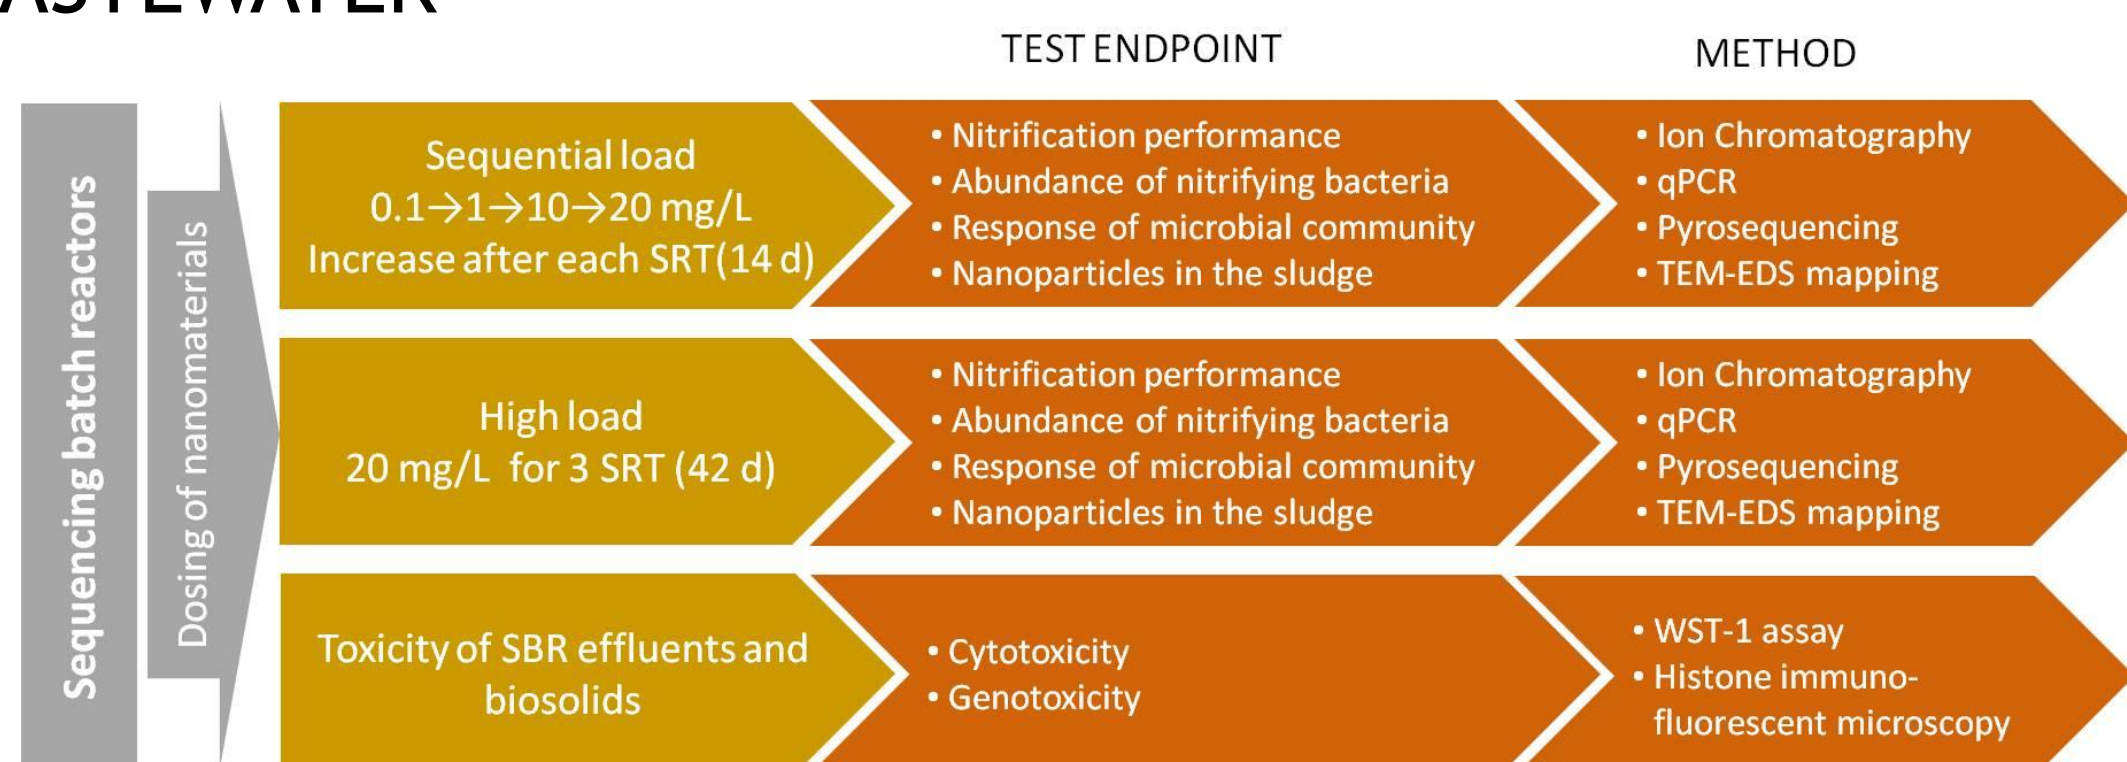 TEST ENDPOINT
METHOD
Sequencing batch reactors
Dosing of nanomaterials
Sequential load
0.1→1→10→20 mg/L
Increase after each SRT(14 d)
• Nitrification performance
• Abundance of nitrifying bacteria
• Response of microbial community
• Nanoparticles in the sludge
• Ion Chromatography
• qPCR
• Pyrosequencing
• TEM-EDS mapping
High load
20 mg/L for 3 SRT (42 d)
• Nitrification performance
• Abundance of nitrifying bacteria
• Response of microbial community
• Nanoparticles in the sludge
• Ion Chromatography
• qPCR
• Pyrosequencing
• TEM-EDS mapping
Toxicity of SBR effluents and
biosolids
• Cytotoxicity
• Genotoxicity
• WST-1 assay
• Histone immuno-
fluorescent microscopy